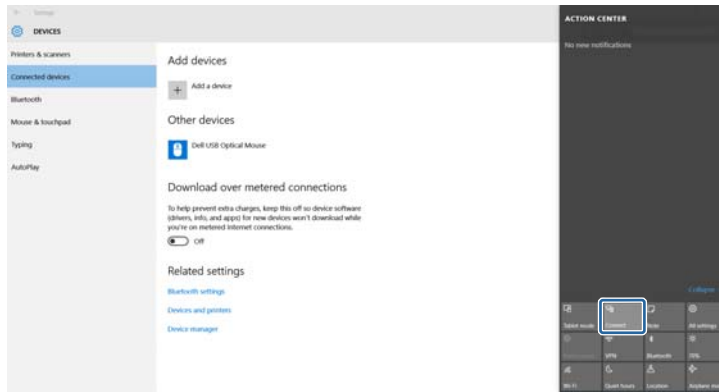 Settings
DEVICES
Printers & scanners
Connected devices
Bluetooth
Mouse & touchpad
Typing
AutoPlay
Add devices
Add a device
Other devices
Dell USB Optical Mouse
Download over metered connections
To help prevent extra charges, keep this off so device software
(drivers, info, and apps) for new devices won't download while
you're on metered Internet connections.
Off
Related settings
Bluetooth settings
Devices and printers
Device manager
ACTION CENTER
No new notifications
Collapse
Tablet mode
Connect
Note
All settings
VPN
Bluetooth
70%
Wi-Fi
Quiet hours
Location
Airplane mo